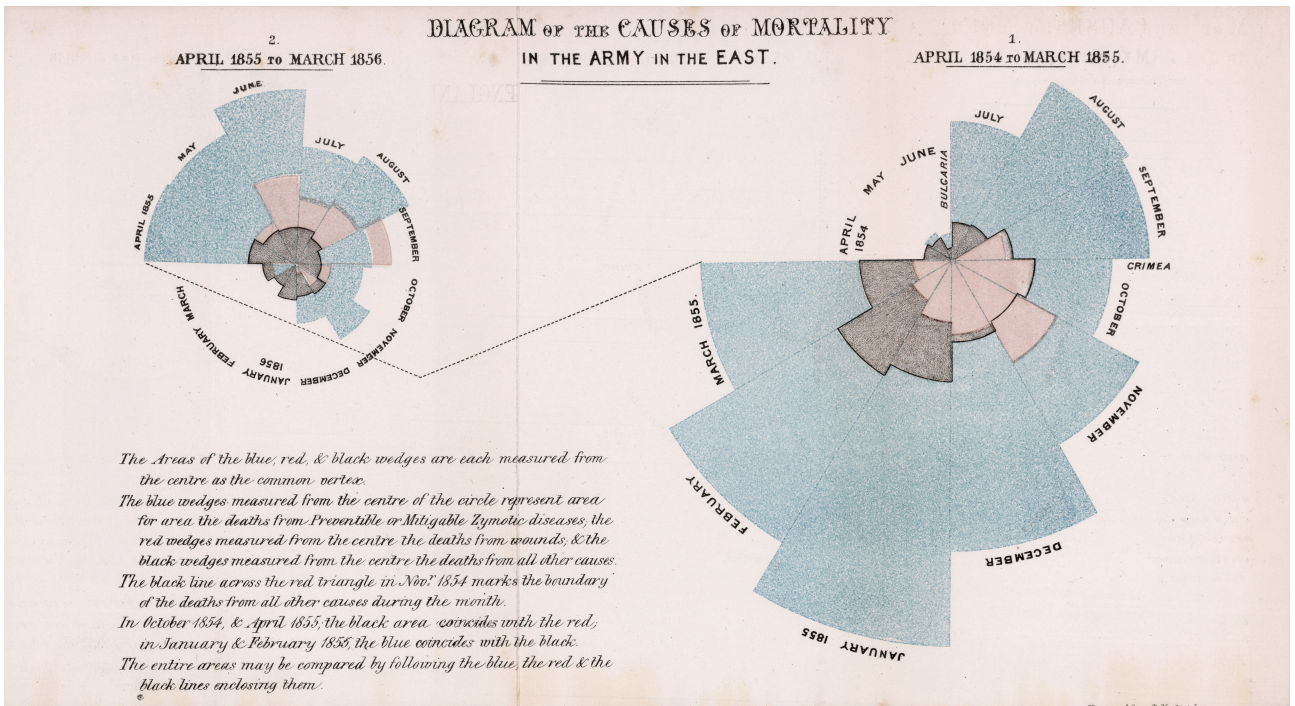 DIAGRAM OF THE CAUSES OF MORTALITY
IN THE ARMY IN THE EAST.
2.
APRIL 1855 TO MARCH 1856.
1.
APRIL 1854 TO MARCH 1855.
JUNE
JULY
AUGUST
SEPTEMBER
OCTOBER
NOVEMBER
DECEMBER
JANUARY
1856
FEBRUARY
MARCH
APRIL 1855
MAY
APRIL
1854
MAY
JUNE
BULGARIA
JULY
AUGUST
SEPTEMBER
CRIMEA
OCTOBER
NOVEMBER
DECEMBER
JANUARY 1855
FEBRUARY
MARCH 1855.
The Areas of the blue, red, & black wedges are each measured from
the centre as the common vertex.
The blue wedges measured from the centre of the circle represent area
for area the deaths from Preventible or Mitigable Zymotic diseases; the
red wedges measured from the centre the deaths from wounds; & the
black wedges measured from the centre the deaths from all other causes.
The black line across the red triangle in Novr. 1854 marks the boundary
of the deaths from all other causes during the month.
In October 1854, & April 1855, the black area coincides with the red;
in January & February 1856, the blue coincides with the black.
The entire areas may be compared by following the blue, the red & the
black lines enclosing them.